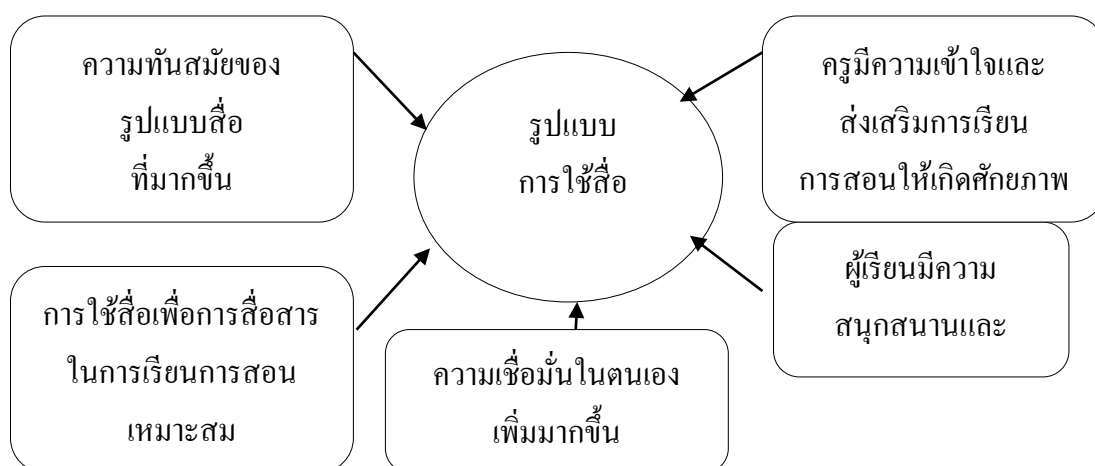 ความทันสมัยของ
รูปแบบสื่อ
ที่มากขึ้น
รูปแบบ
การใช้สื่อ
ครูมีความเข้าใจและ
ส่งเสริมการเรียน
การสอนให้เกิดศักยภาพ
การใช้สื่อเพื่อการสื่อสาร
ในการเรียนการสอน
เหมาะสม
ความเชื่อมั่นในตนเอง
เพิ่มมากขึ้น
ผู้เรียนมีความ
สนุกสนานและ